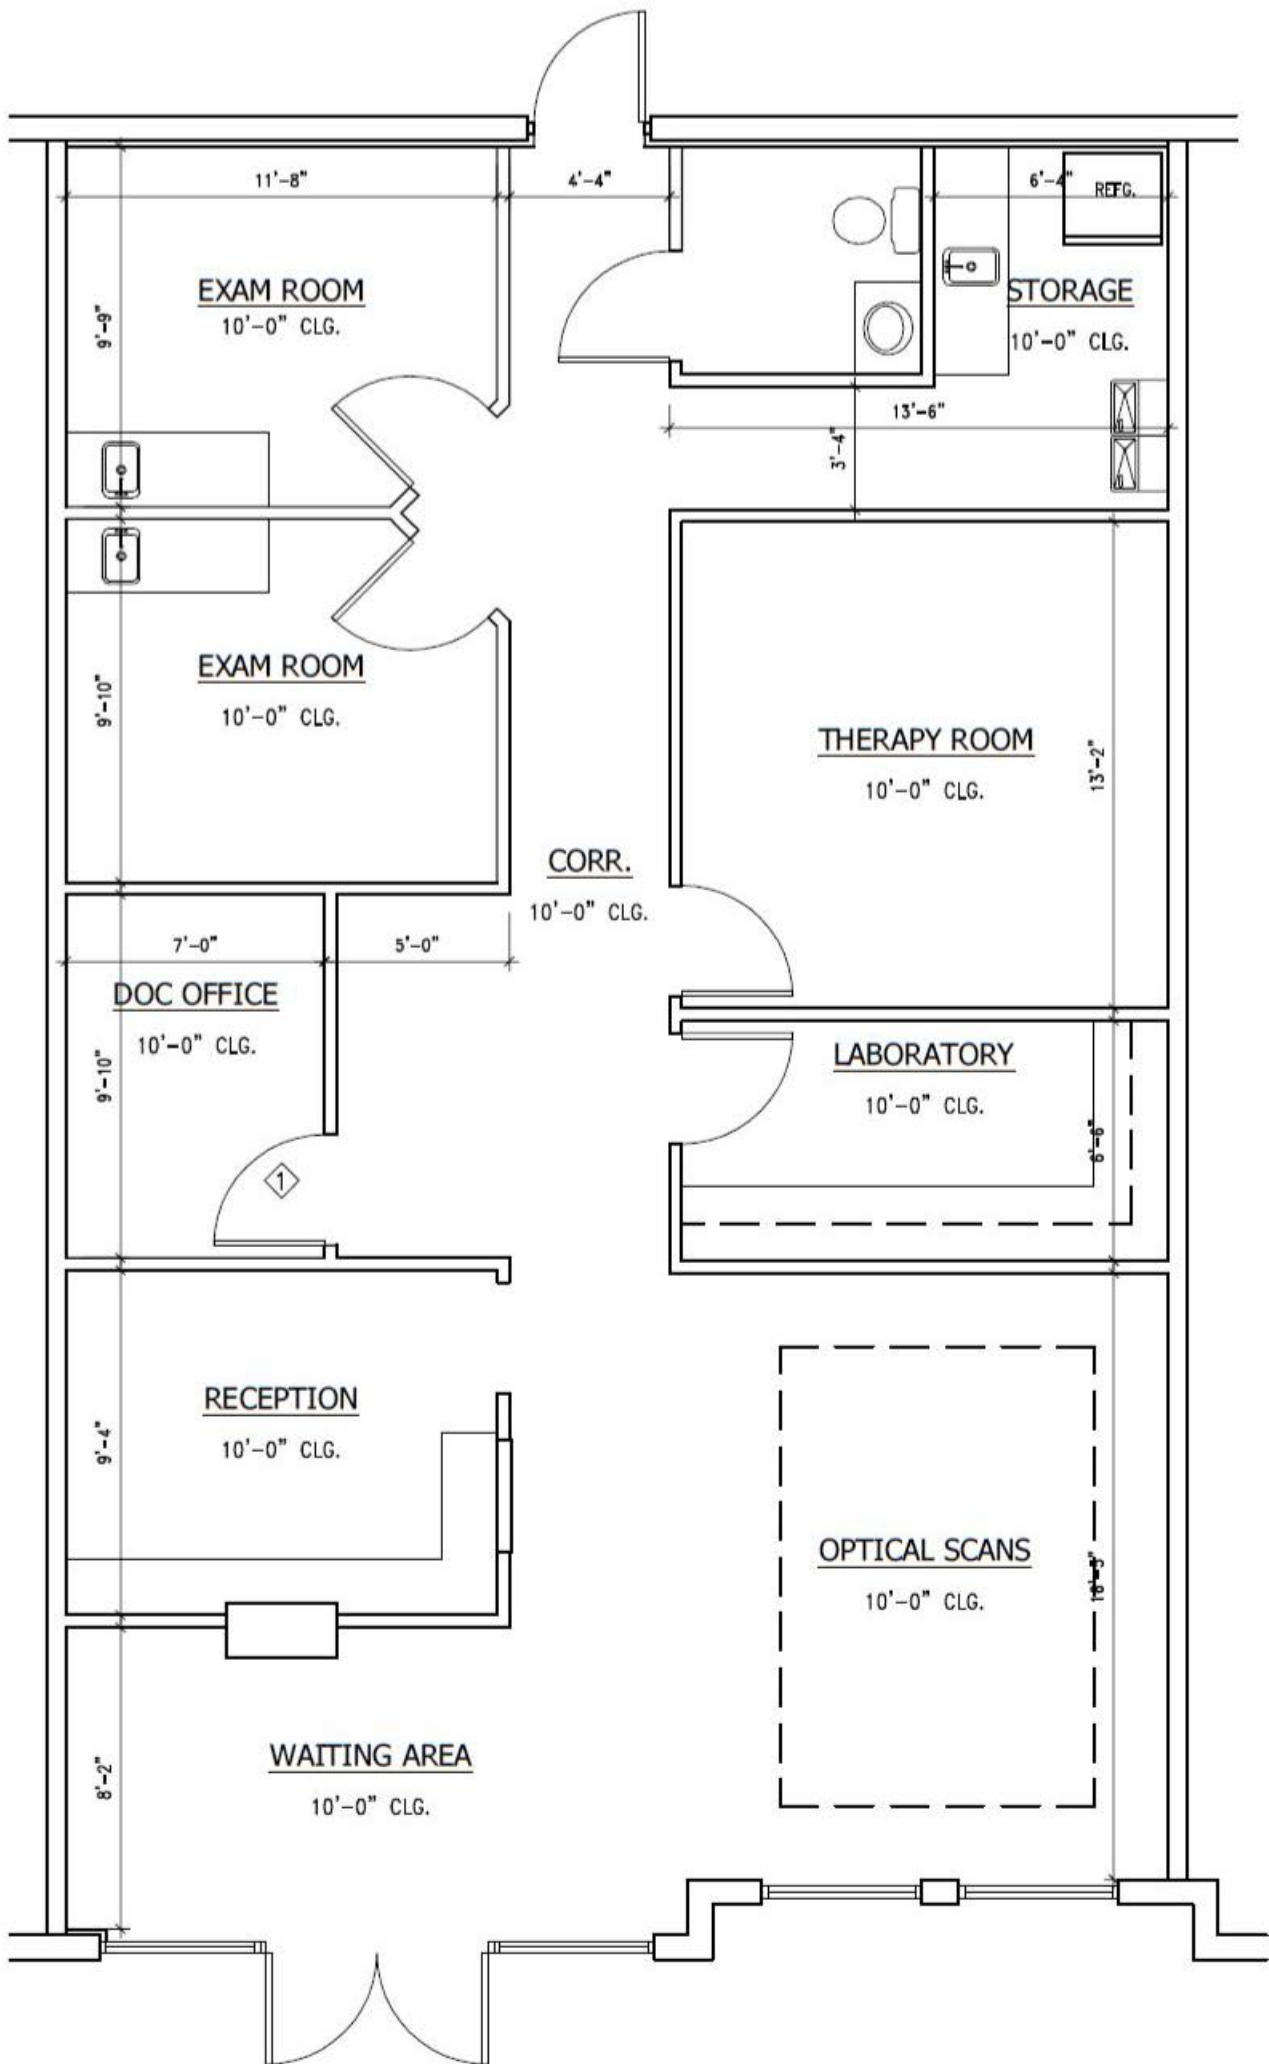 11'-8"
4'-4"
6'-4"
REFG.
EXAM ROOM
10'-0" CLG.
9'-9"
STORAGE
10'-0" CLG.
13'-6"
3'-4"
EXAM ROOM
10'-0" CLG.
9'-10"
THERAPY ROOM
10'-0" CLG.
13'-2"
CORR.
10'-0" CLG.
7'-0"
5'-0"
DOC OFFICE
10'-0" CLG.
9'-10"
1
LABORATORY
10'-0" CLG.
6'-6"
RECEPTION
10'-0" CLG.
9'-4"
OPTICAL SCANS
10'-0" CLG.
WAITING AREA
10'-0" CLG.
8'-2"